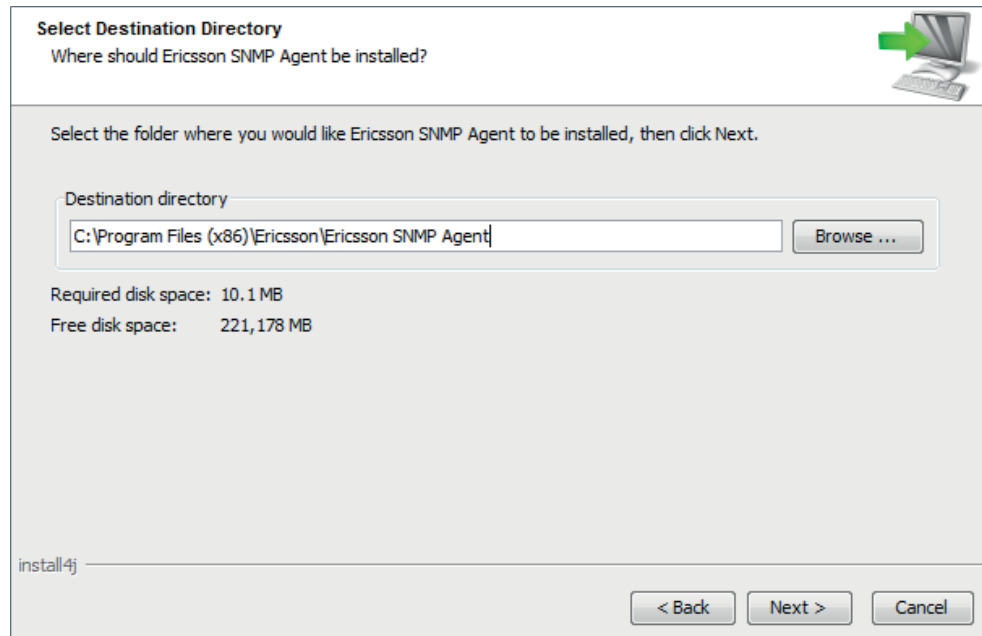 Select Destination Directory
Where should Ericsson SNMP Agent be installed?
Select the folder where you would like Ericsson SNMP Agent to be installed, then click Next.
Destination directory
C:\Program Files (x86)\Ericsson\Ericsson SNMP Agent
Browse ...
Required disk space: 10.1 MB
Free disk space: 221,178 MB
install4j
< Back Next > Cancel